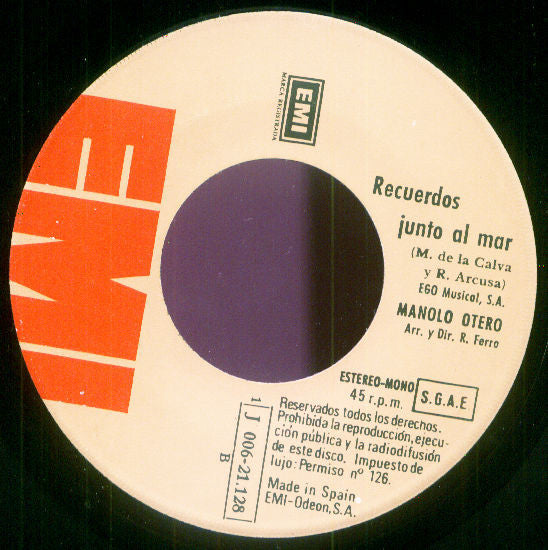 EMI
EMI
MARCA REGISTRADA
Recuerdos
junto al mar
(M. de la Calva
y R. Arcusa)
EGO Musical, S.A.
MANOLO OTERO
Arr. y Dir. R. Ferro
ESTEREO-MONO
45 r.p.m.
S.G.A.E.
Reservados todos los derechos.
Prohibida la reproducción, ejecu-
ción pública y la radiodifusión
de este disco. Impuesto de
lujo: Permiso nº 126.
Made in Spain
EMI-Odeon, S.A.
1 J 006-21.128
B